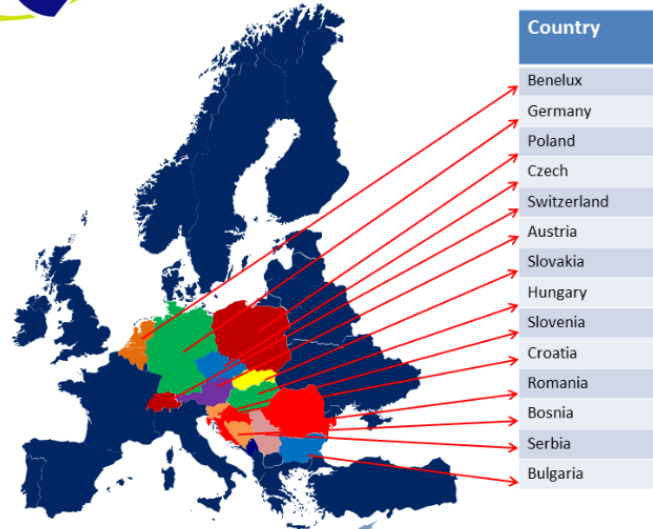 Country
Benelux
Germany
Poland
Czech
Switzerland
Austria
Slovakia
Hungary
Slovenia
Croatia
Romania
Bosnia
Serbia
Bulgaria